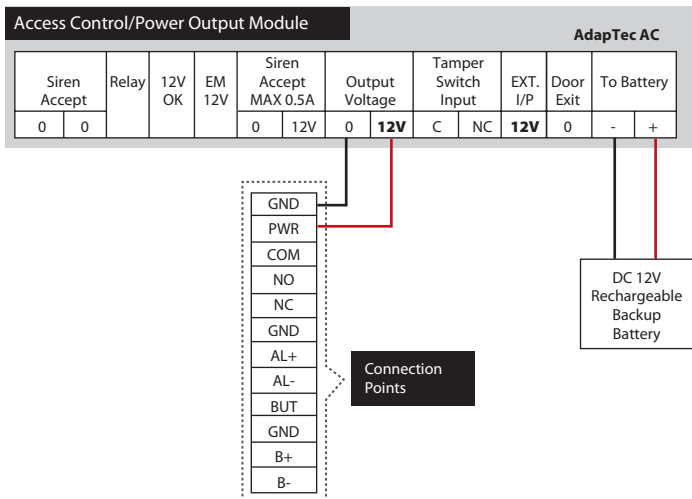 Access Control/Power Output Module
AdapTec AC
Siren
Accept
Relay
12V
OK
EM
12V
Siren
Accept
MAX 0.5A
Output
Voltage
Tamper
Switch
Input
EXT.
I/P
Door
Exit
To Battery
0 0 0 12V 0 12V C NC 12V 0 - +
GND
PWR
COM
NO
NC
GND
AL+
AL-
BUT
GND
B+
B-
Connection
Points
DC 12V
Rechargeable
Backup
Battery